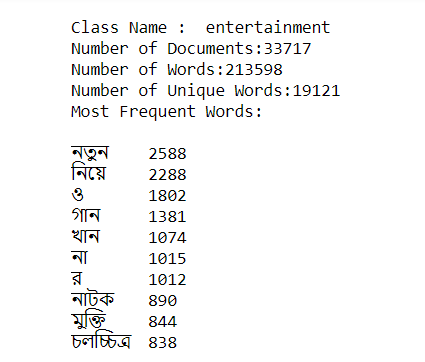 Class Name :  entertainment
Number of Documents:33717
Number of Words:213598
Number of Unique Words:19121
Most Frequent Words:
নতুন 2588
নিয়ে 2288
ও 1802
গান 1381
খান 1074
না 1015
র 1012
নাটক 890
মুক্তি 844
চলচ্চিত্র 838